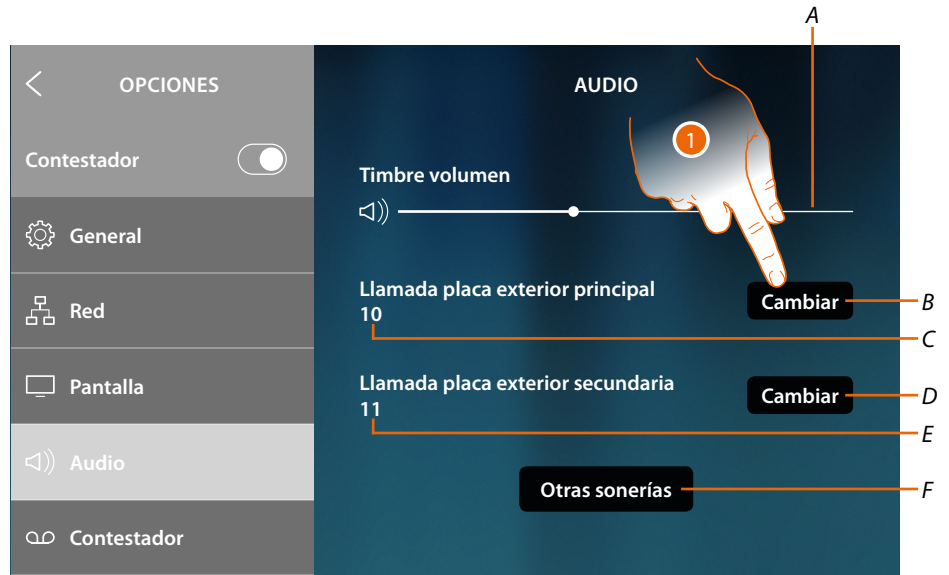 A
OPCIONES
AUDIO
Contestador
1
Timbre volumen
General
Llamada placa exterior principal
Cambiar
B
10
Red
C
Pantalla
Llamada placa exterior secundaria
Cambiar
D
11
E
Audio
Otras sonerías
F
Contestador